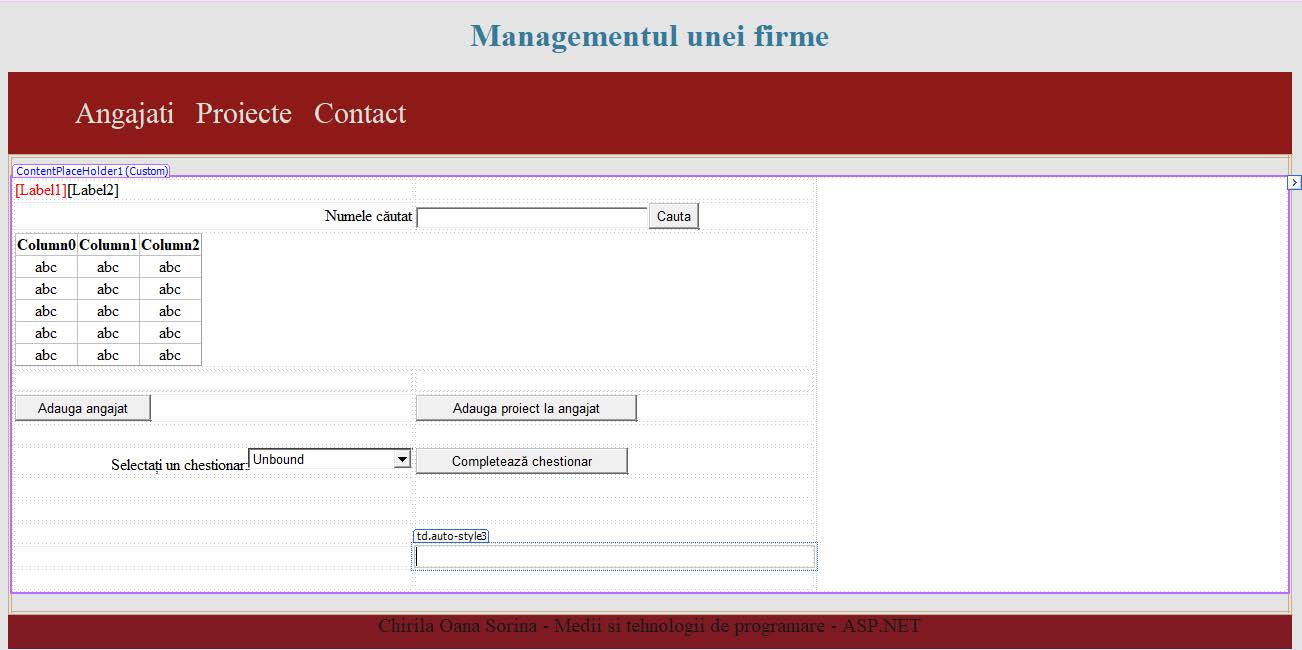 Managementul unei firme
Angajati Proiecte Contact
ContentPlaceHolder1 (Custom)
[Label1][Label2]
Numele căutat Cauta
Column0 Column1 Column2
abc abc abc
abc abc abc
abc abc abc
abc abc abc
abc abc abc
Adauga angajat Adauga proiect la angajat
Selectați un chestionar: Unbound Completează chestionar
td.auto-style3
Chirila Oana Sorina - Medii si tehnologii de programare - ASP.NET